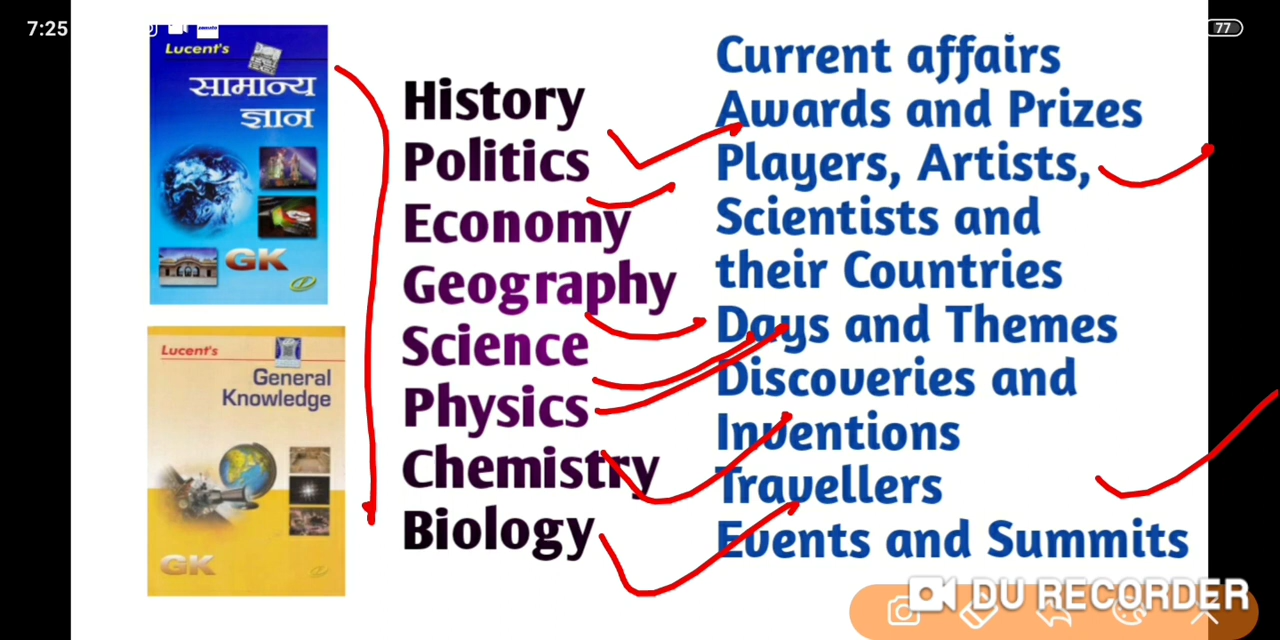 7:25
77
Lucent's
सामान्य
ज्ञान
GK
Lucent's
General
Knowledge
GK
History
Politics
Economy
Geography
Science
Physics
Chemistry
Biology
Current affairs
Awards and Prizes
Players, Artists,
Scientists and
their Countries
Days and Themes
Discoveries and
Inventions
Travellers
Events and Summits
DU RECORDER